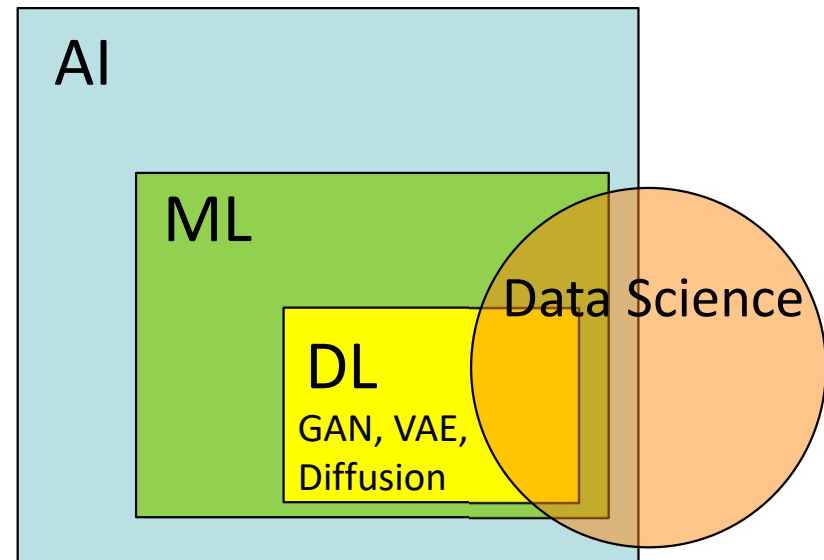 AI
ML
Data Science
DL
GAN, VAE,
Diffusion